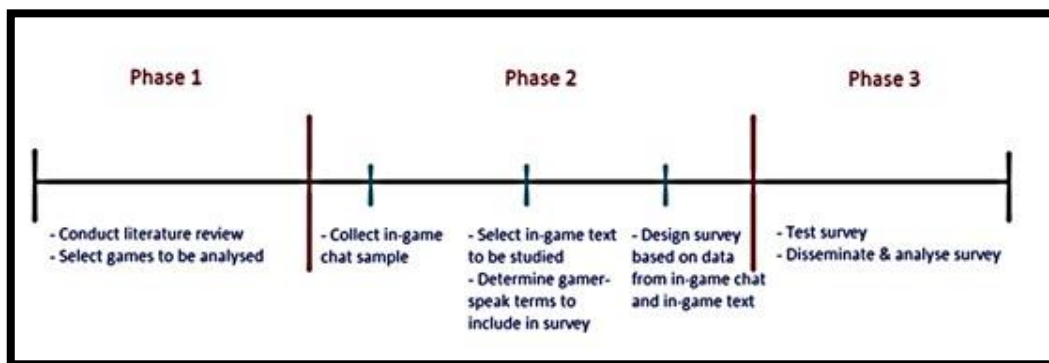 Phase 1
Phase 2
Phase 3
- Conduct literature review
- Select games to be analysed
- Collect in-game
chat sample
- Select in-game text
to be studied
- Determine gamer-
speak terms to
include in survey
- Design survey
based on data
from in-game chat
and in-game text
- Test survey
- Disseminate & analyse survey